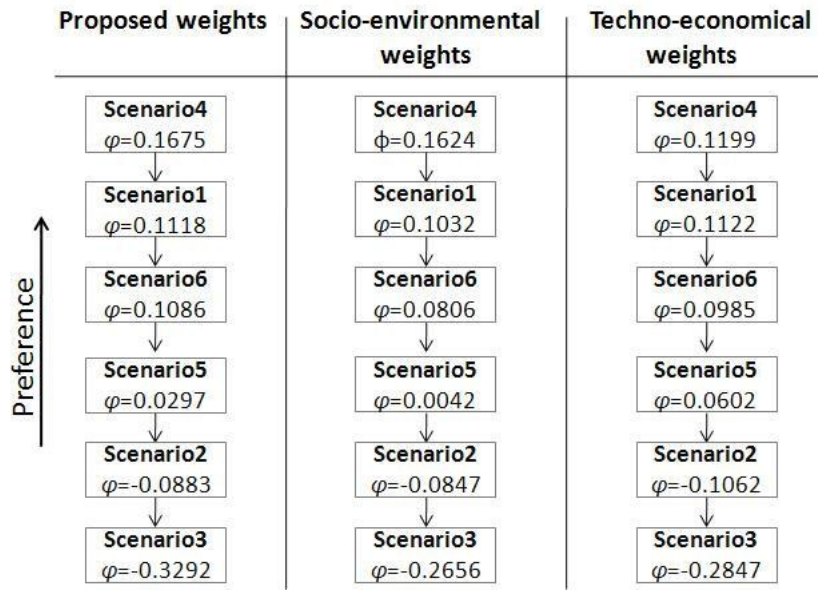 Proposed weights
Socio-environmental
weights
Techno-economical
weights
Preference
Scenario4
φ=0.1675
Scenario1
φ=0.1118
Scenario6
φ=0.1086
Scenario5
φ=0.0297
Scenario2
φ=-0.0883
Scenario3
φ=-0.3292
Scenario4
ϕ=0.1624
Scenario1
φ=0.1032
Scenario6
φ=0.0806
Scenario5
φ=0.0042
Scenario2
φ=-0.0847
Scenario3
φ=-0.2656
Scenario4
φ=0.1199
Scenario1
φ=0.1122
Scenario6
φ=0.0985
Scenario5
φ=0.0602
Scenario2
φ=-0.1062
Scenario3
φ=-0.2847